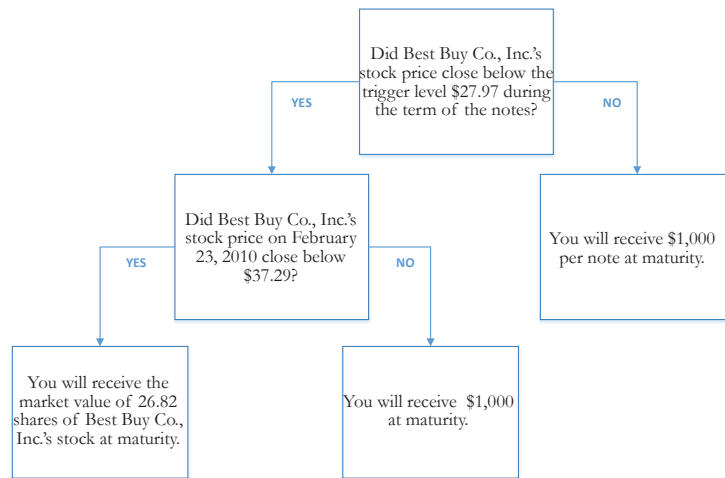 Did Best Buy Co., Inc.'s
stock price close below the
trigger level $27.97 during
the term of the notes?
YES
NO
Did Best Buy Co., Inc.'s
stock price on February
23, 2010 close below
$37.29?
You will receive $1,000
per note at maturity.
YES
NO
You will receive the
market value of 26.82
shares of Best Buy Co.,
Inc.'s stock at maturity.
You will receive $1,000
at maturity.